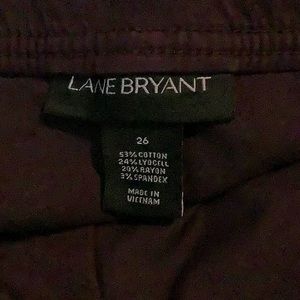 LANE BRYANT
26
53% COTTON
24% LYOCELL
20% RAYON
3% SPANDEX
MADE IN
VIETNAM